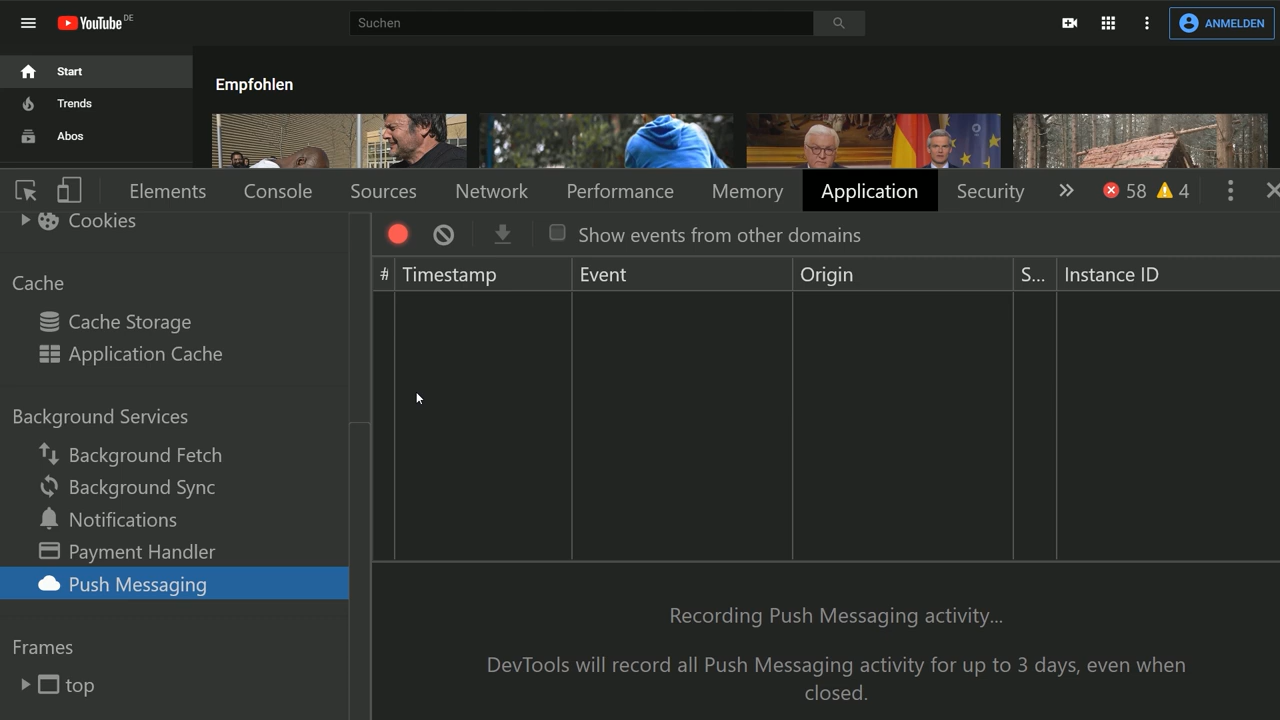 YouTube DE
Suchen
ANMELDEN
Start
Trends
Abos
Empfohlen
Elements Console Sources Network Performance Memory Application Security 58 4
Cookies
Cache
Cache Storage
Application Cache
Background Services
Background Fetch
Background Sync
Notifications
Payment Handler
Push Messaging
Frames
top
Show events from other domains
# Timestamp Event Origin S... Instance ID
Recording Push Messaging activity...
DevTools will record all Push Messaging activity for up to 3 days, even when
closed.